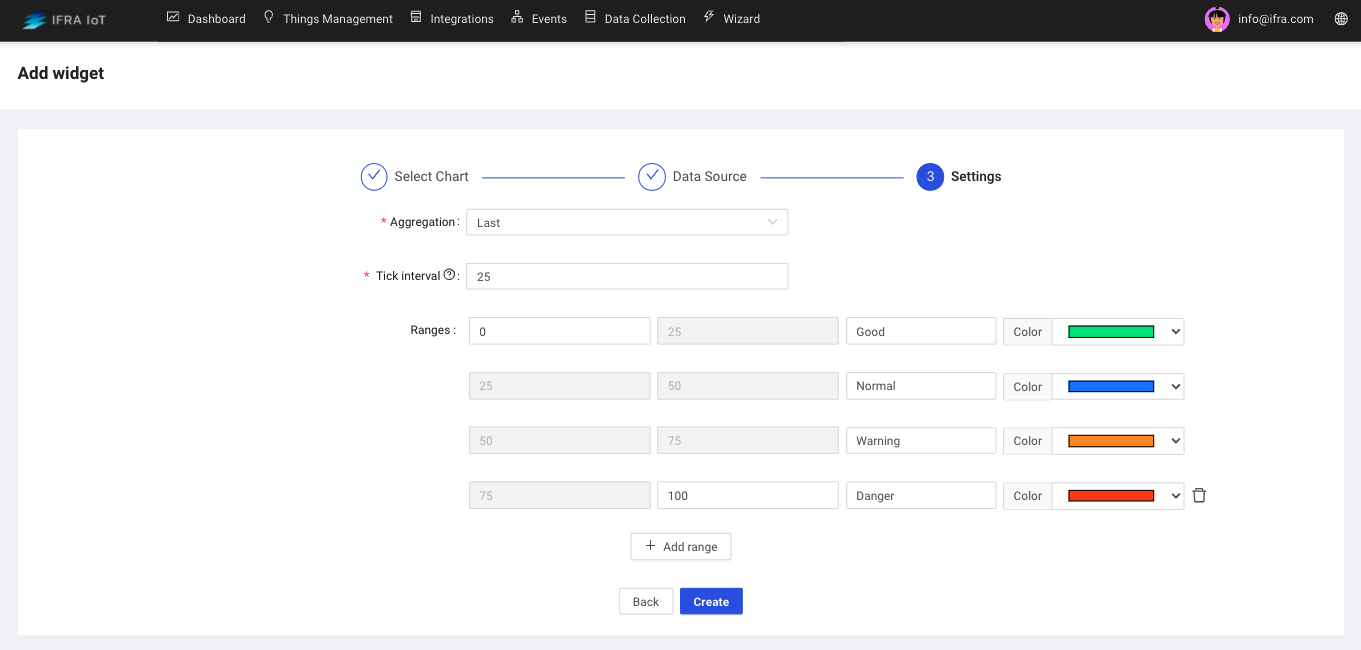 IFRA IoT Dashboard Things Management Integrations Events Data Collection Wizard info@ifra.com
Add widget
Select Chart Data Source 3 Settings
* Aggregation : Last
* Tick interval ? : 25
Ranges : 0 25 Good Color
25 50 Normal Color
50 75 Warning Color
75 100 Danger Color
+ Add range
Back Create